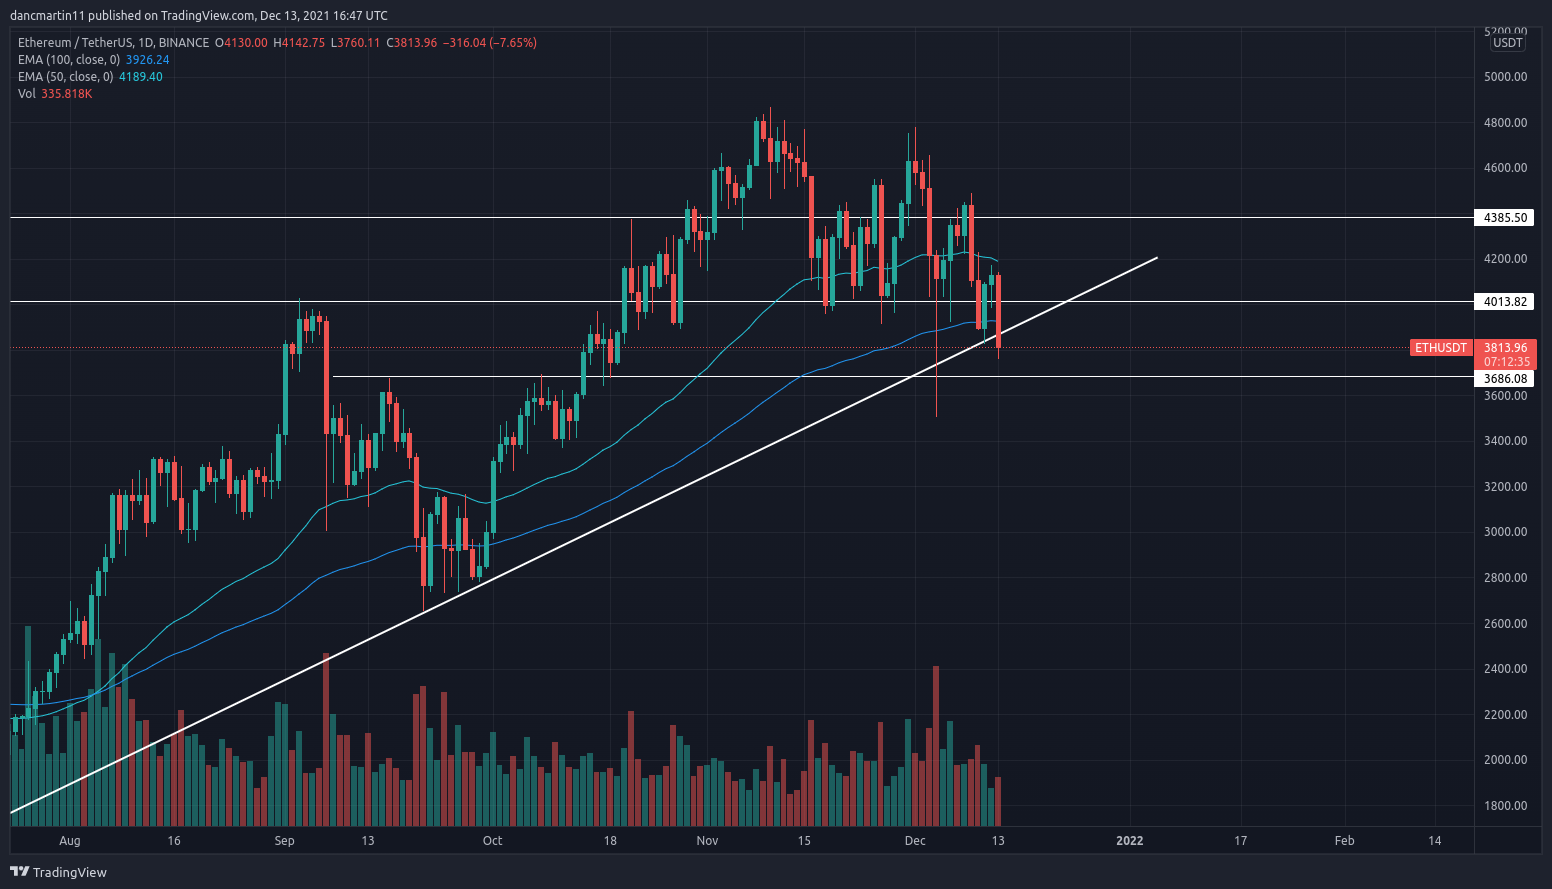 dancmartin11 published on TradingView.com, Dec 13, 2021 16:47 UTC
Ethereum / TetherUS, 1D, BINANCE O4130.00 H4142.75 L3760.11 C3813.96 −316.04 (−7.65%)
EMA (100, close, 0) 3926.24
EMA (50, close, 0) 4189.40
Vol 335.818K
5200.00
USDT
5000.00
4800.00
4600.00
4385.50
4200.00
4013.82
ETHUSDT 3813.96
07:12:35
3686.08
3600.00
3400.00
3200.00
3000.00
2800.00
2600.00
2400.00
2200.00
2000.00
1800.00
Aug 16 Sep 13 Oct 18 Nov 15 Dec 13 2022 17 Feb 14
TradingView